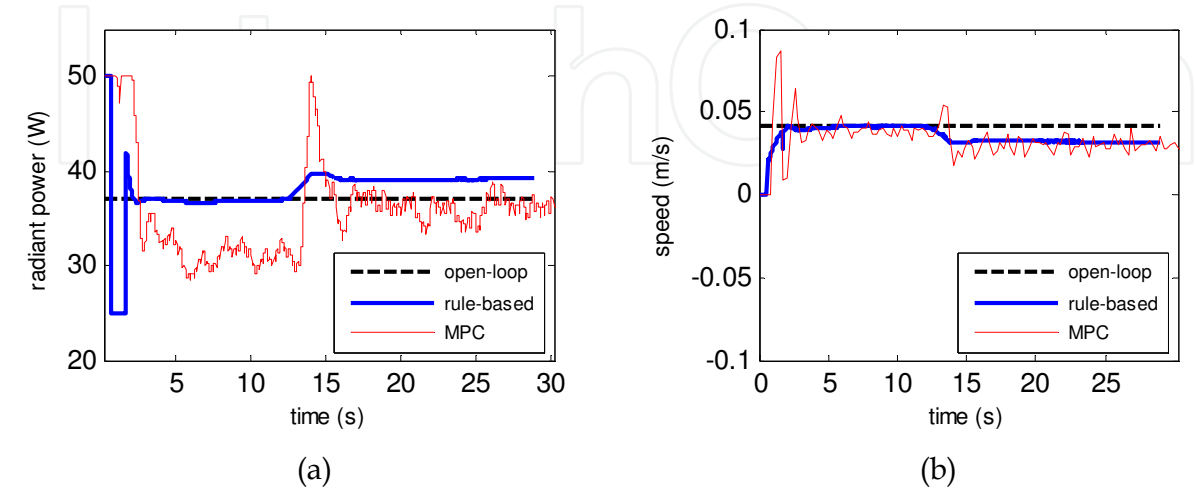 50
40
30
20
radiant power (W)
5 10 15 20 25 30
time (s)
open-loop
rule-based
MPC
(a)
0.1
0.05
0
-0.05
-0.1
speed (m/s)
0 5 10 15 20 25
time (s)
open-loop
rule-based
MPC
(b)